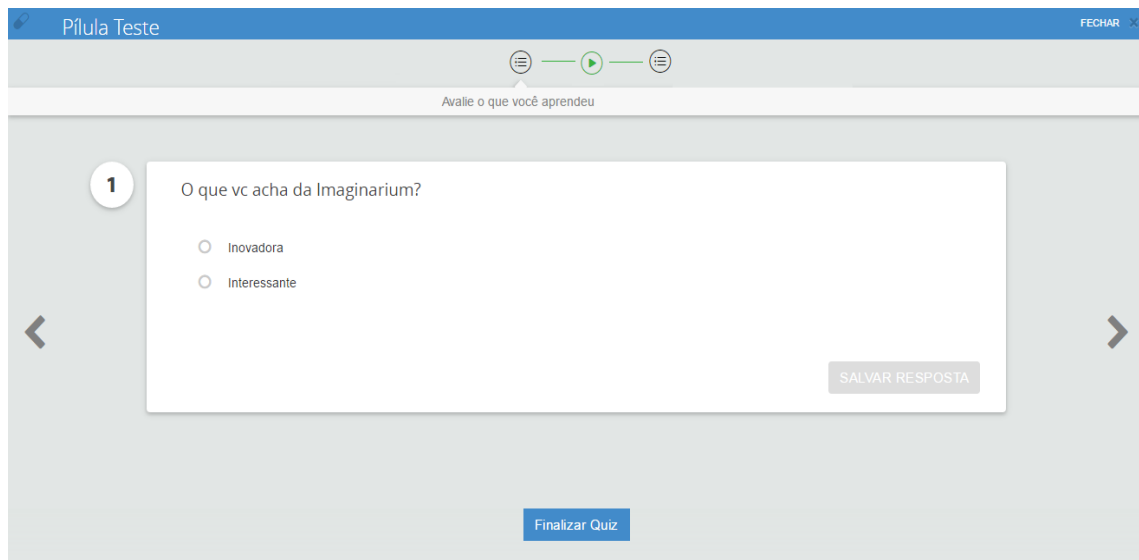 Pílula Teste
FECHAR ×
Avalie o que você aprendeu
1
O que vc acha da Imaginarium?
Inovadora
Interessante
SALVAR RESPOSTA
Finalizar Quiz